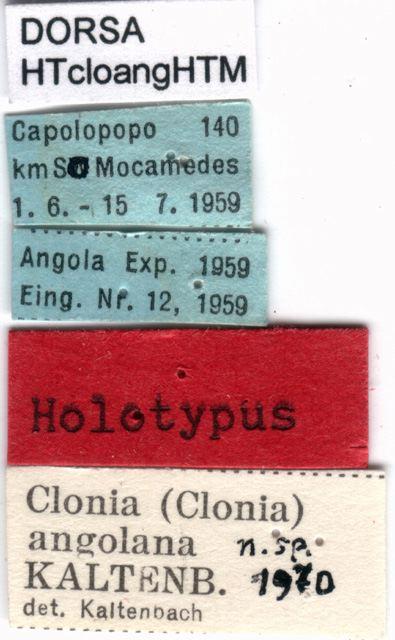 DORSA
HTcloangHTM
Capolopopo 140
km SO Mocamedes
1. 6. - 15 7. 1959
Angola Exp. 1959
Eing. Nr. 12, 1959
Holotypus
Clonia (Clonia)
angolana n.sp.
KALTENB. 1970
det. Kaltenbach